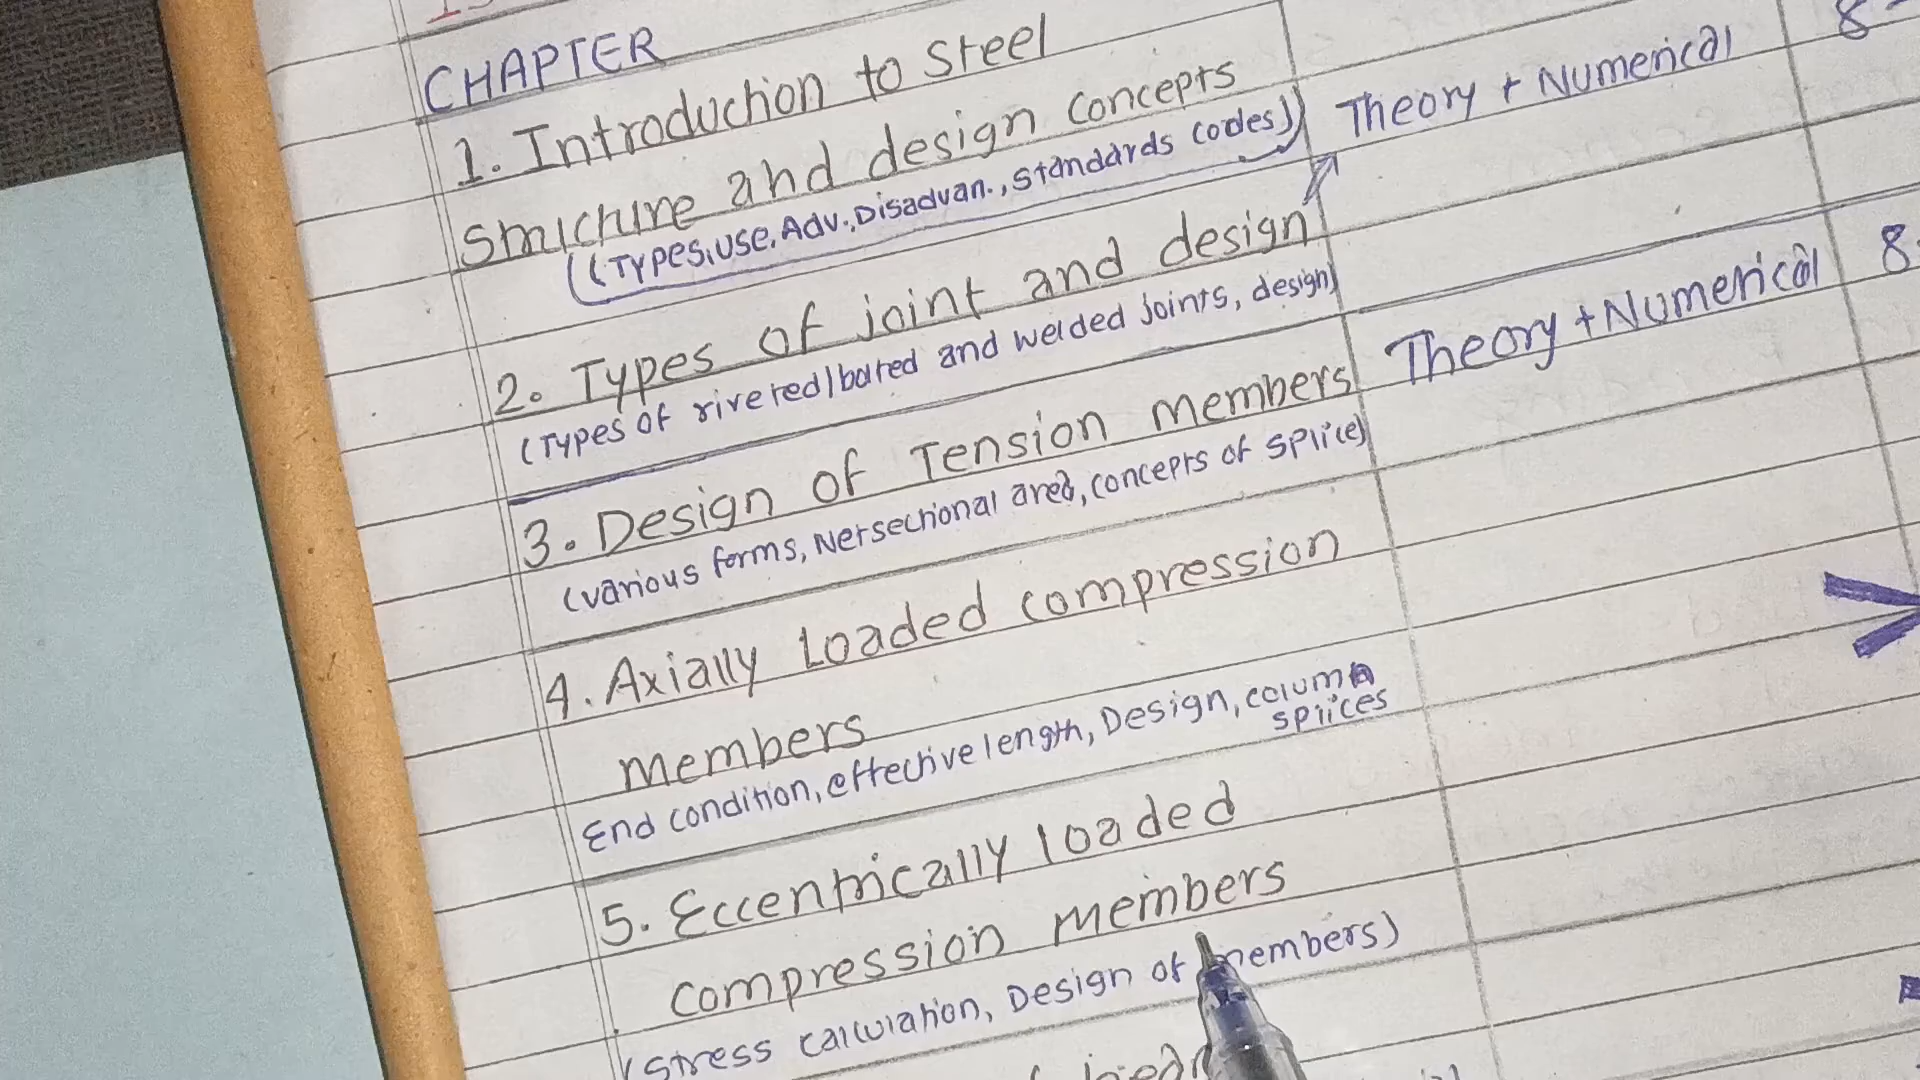 CHAPTER
1. Introduction to Steel
Structure and design concepts
((Types, Use, Adv., Disadvan., Standards codes))
Theory + Numerical
8
2. Types of joint and design
(Types of riveted/bolted and welded joints, design)
3. Design of Tension members
(various forms, Netsectional area, concepts of splice)
Theory + Numerical
8
4. Axially Loaded compression
members
End condition, effective length, Design, column
splices
5. Eccentrically loaded
compression members
(Stress calculation, Design of members)